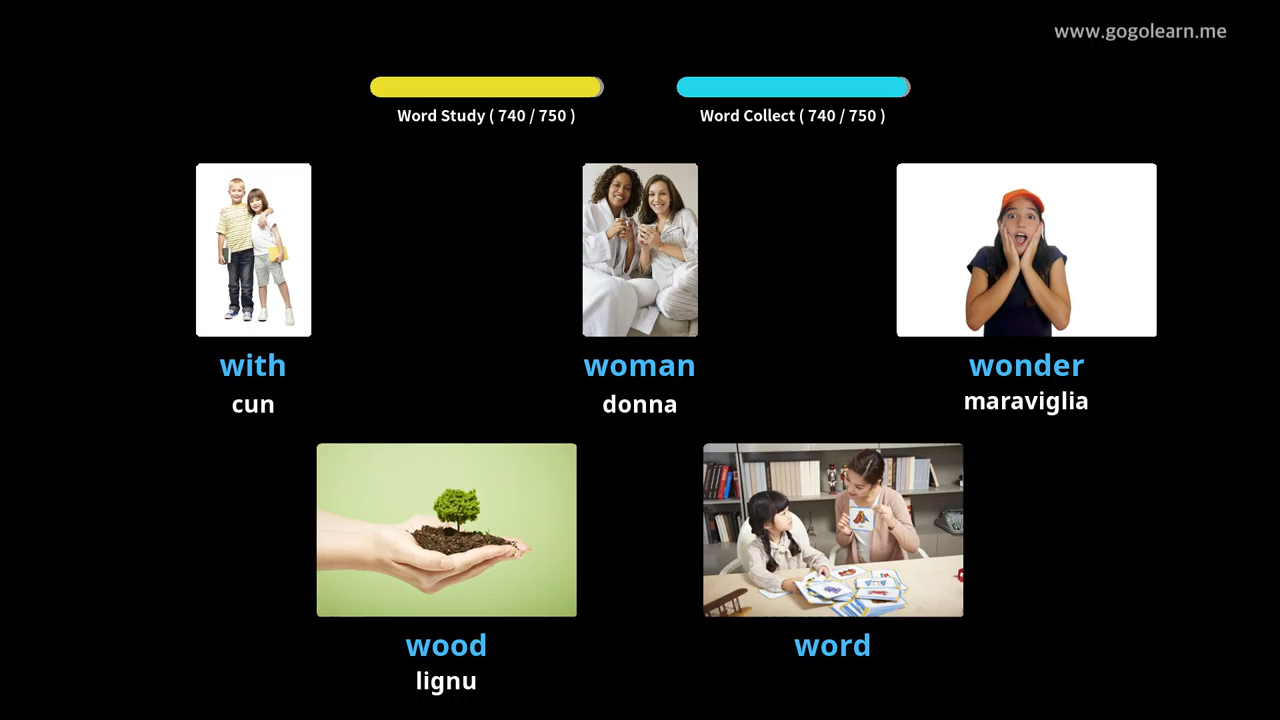 www.gogolearn.me
Word Study ( 740 / 750 )
Word Collect ( 740 / 750 )
with
cun
woman
donna
wonder
maraviglia
wood
lignu
word